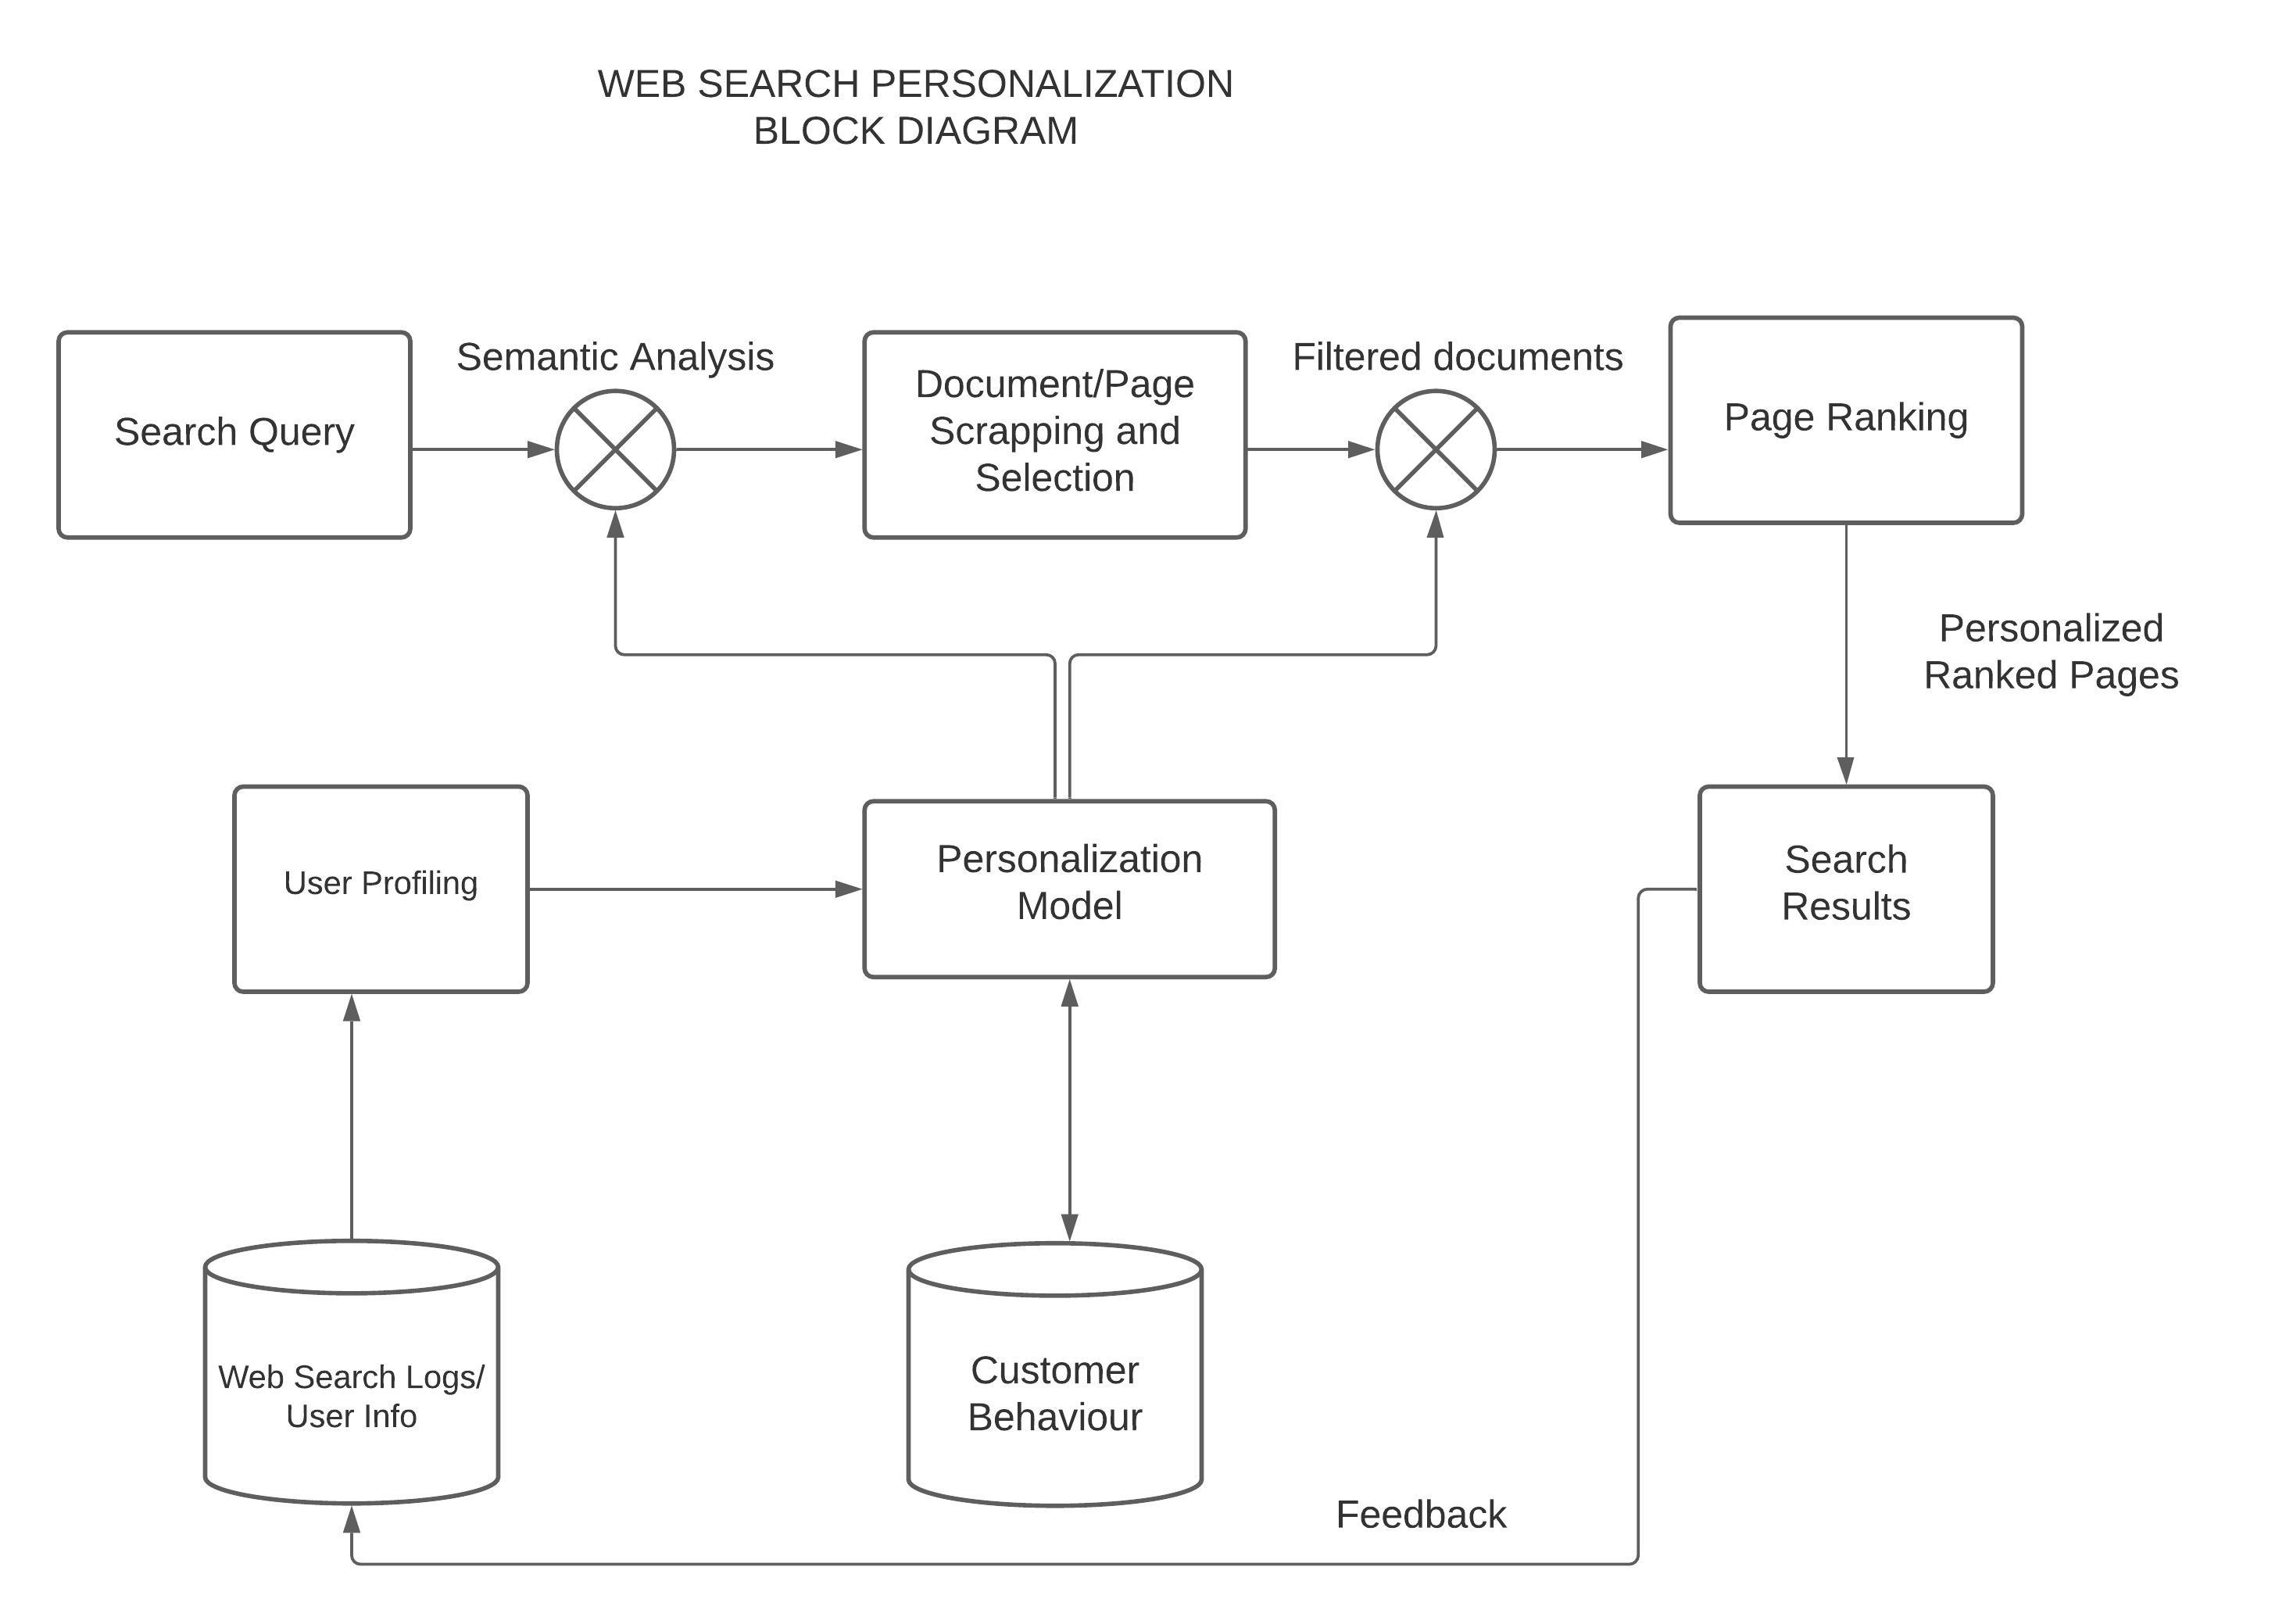 WEB SEARCH PERSONALIZATION
BLOCK DIAGRAM
Search Query
Semantic Analysis
Document/Page
Scrapping and
Selection
Filtered documents
Page Ranking
Personalized
Ranked Pages
User Profiling
Personalization
Model
Search
Results
Web Search Logs/
User Info
Customer
Behaviour
Feedback